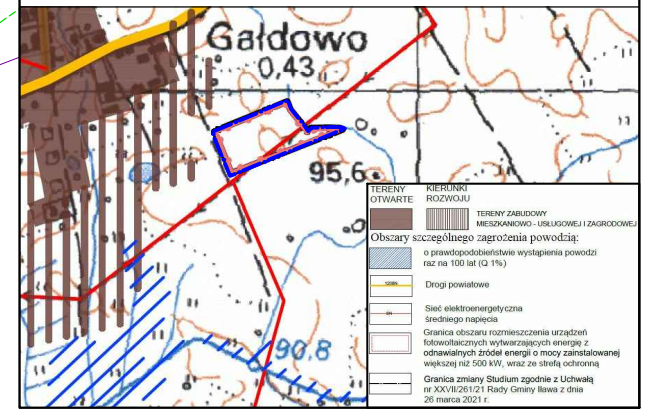 Gałdowo
0,43
95,6
90.8
TERENY OTWARTE
KIERUNKI ROZWOJU
TERENY ZABUDOWY
MIESZKANIOWO - USŁUGOWEJ I ZAGRODOWEJ
Obszary szczególnego zagrożenia powodzią:
o prawdopodobieństwie wystąpienia powodzi
raz na 100 lat (Q 1%)
Drogi powiatowe
Sieć elektroenergetyczna
średniego napięcia
Granica obszaru rozmieszczenia urządzeń
fotowoltaicznych wytwarzających energię z
odnawialnych źródeł energii o mocy zainstalowanej
większej niż 500 kW, wraz ze strefą ochronną
Granica zmiany Studium zgodnie z Uchwałą
nr XXVII/261/21 Rady Gminy Iława z dnia
26 marca 2021 r.